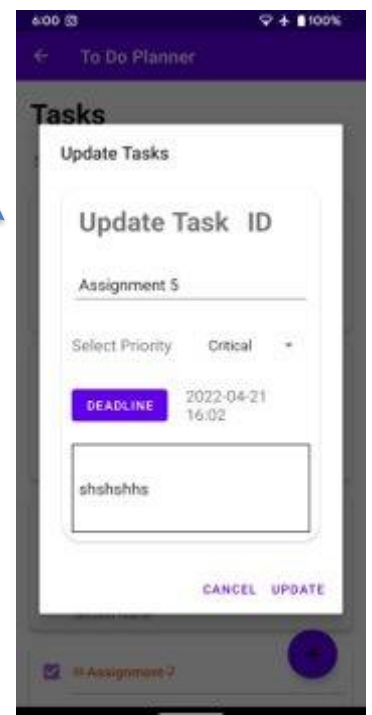 6:00 100%
To Do Planner
Tasks
Update Tasks
Update Task ID
Assignment 5
Select Priority Critical
DEADLINE 2022-04-21
16:02
shshshhs
CANCEL UPDATE
Assignment 7